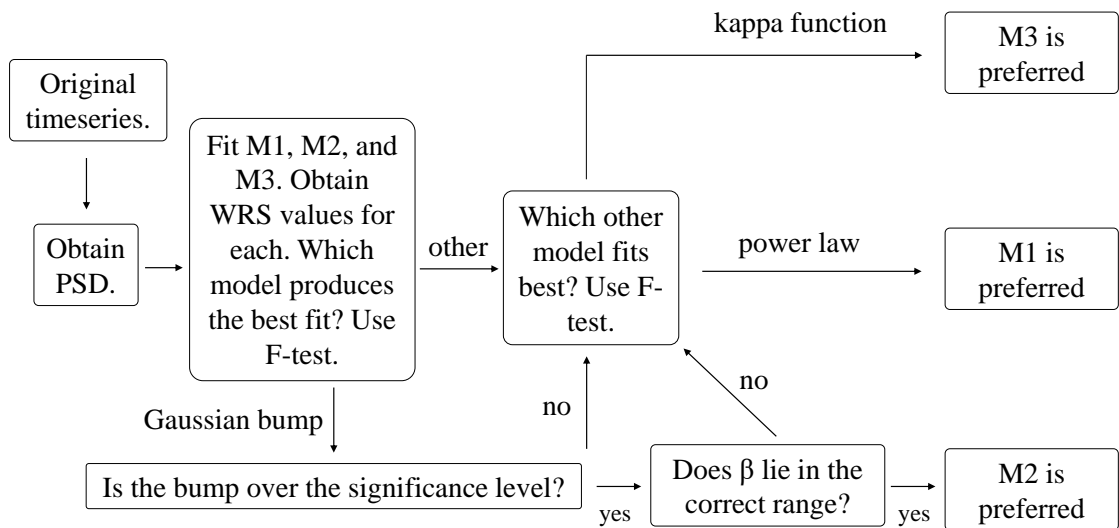 Original
timeseries.
Obtain
PSD.
Fit M1, M2, and
M3. Obtain
WRS values for
each. Which
model produces
the best fit? Use
F-test.
other
Which other
model fits
best? Use F-
test.
kappa function
M3 is
preferred
power law
M1 is
preferred
Gaussian bump
no
no
Is the bump over the significance level?
yes
Does β lie in the
correct range?
yes
M2 is
preferred